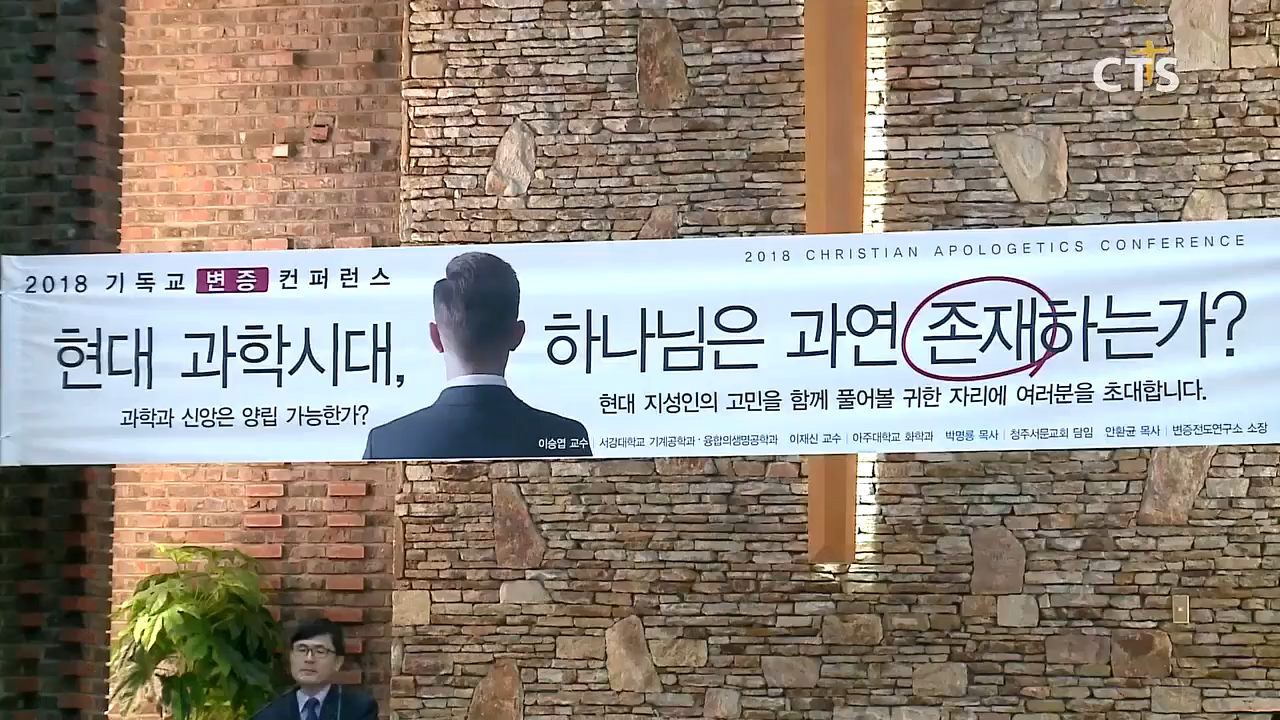 CTS
2018 CHRISTIAN APOLOGETICS CONFERENCE
2018 기독교 변증 컨퍼런스
현대 과학시대, 하나님은 과연 존재하는가?
과학과 신앙은 양립 가능한가?
현대 지성인의 고민을 함께 풀어볼 귀한 자리에 여러분을 초대합니다.
이승엽 교수 | 서강대학교 기계공학과·융합의생명공학과 이재신 교수 | 아주대학교 화학과 박명룡 목사 | 청주서문교회 담임 안환균 목사 | 변증전도연구소 소장